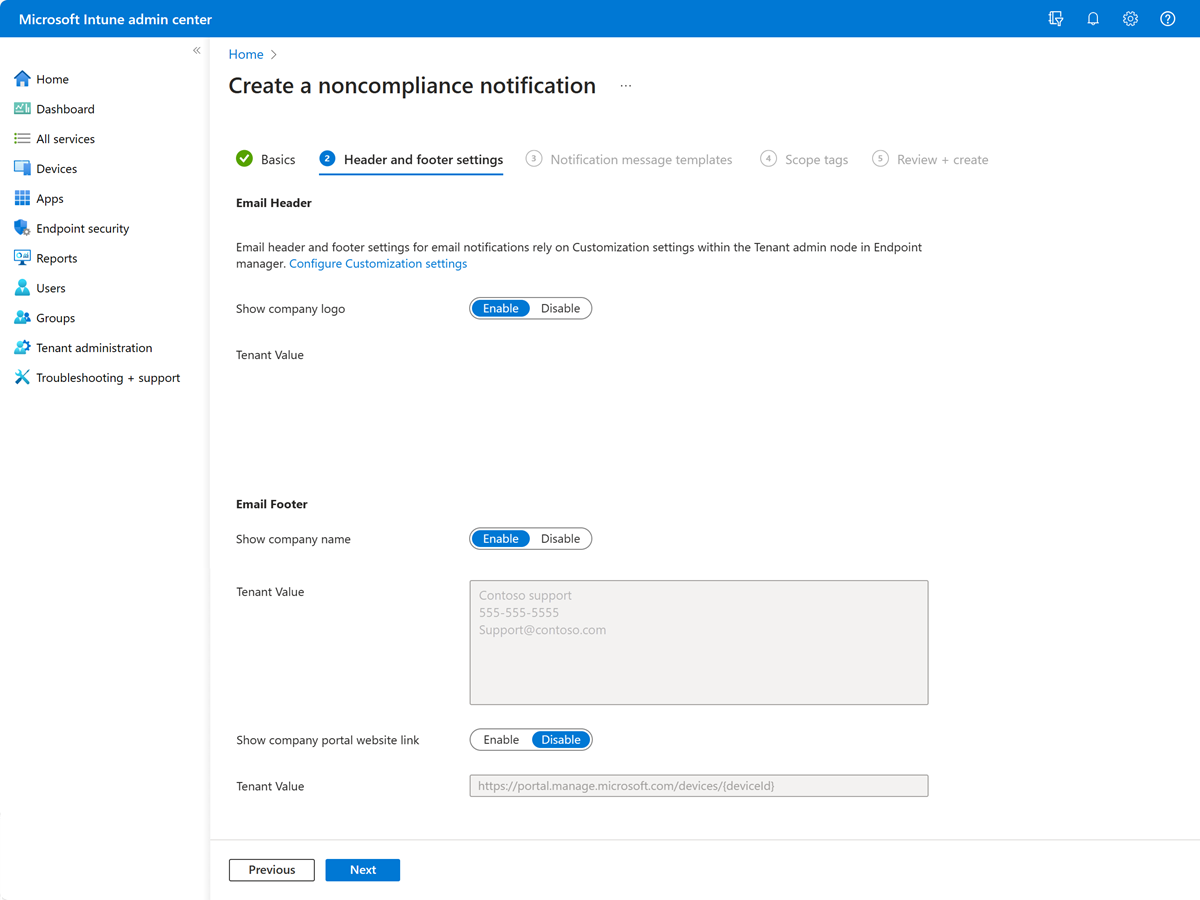 Microsoft Intune admin center
«
Home
Dashboard
All services
Devices
Apps
Endpoint security
Reports
Users
Groups
Tenant administration
Troubleshooting + support
Home >
Create a noncompliance notification ...
Basics
2 Header and footer settings
3 Notification message templates
4 Scope tags
5 Review + create
Email Header
Email header and footer settings for email notifications rely on Customization settings within the Tenant admin node in Endpoint
manager. Configure Customization settings
Show company logo Enable Disable
Tenant Value
Email Footer
Show company name Enable Disable
Tenant Value
Contoso support
555-555-5555
Support@contoso.com
Show company portal website link Enable Disable
Tenant Value https://portal.manage.microsoft.com/devices/{deviceId}
Previous Next